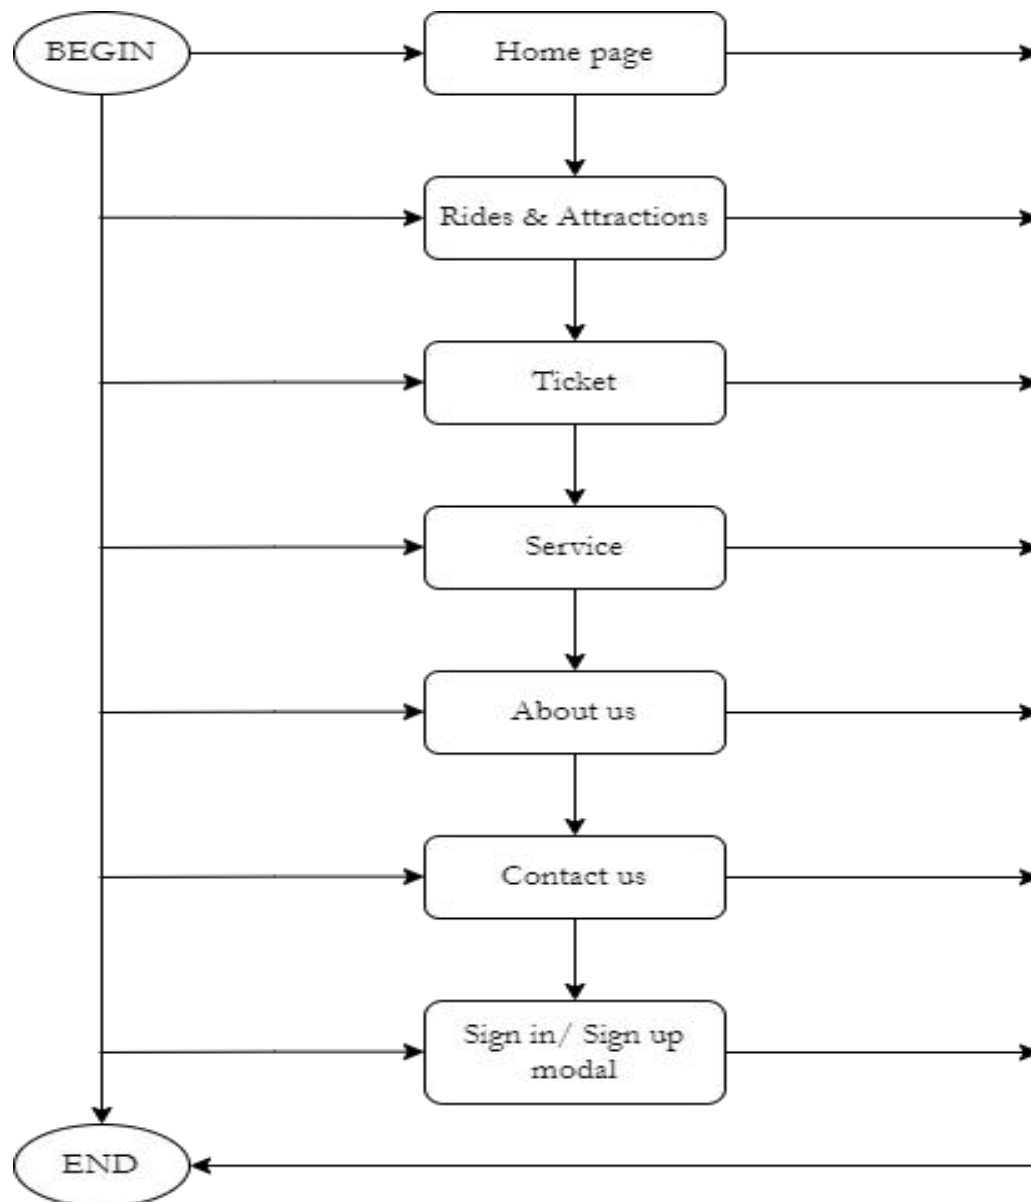 BEGIN
Home page
Rides & Attractions
Ticket
Service
About us
Contact us
Sign in/ Sign up
modal
END